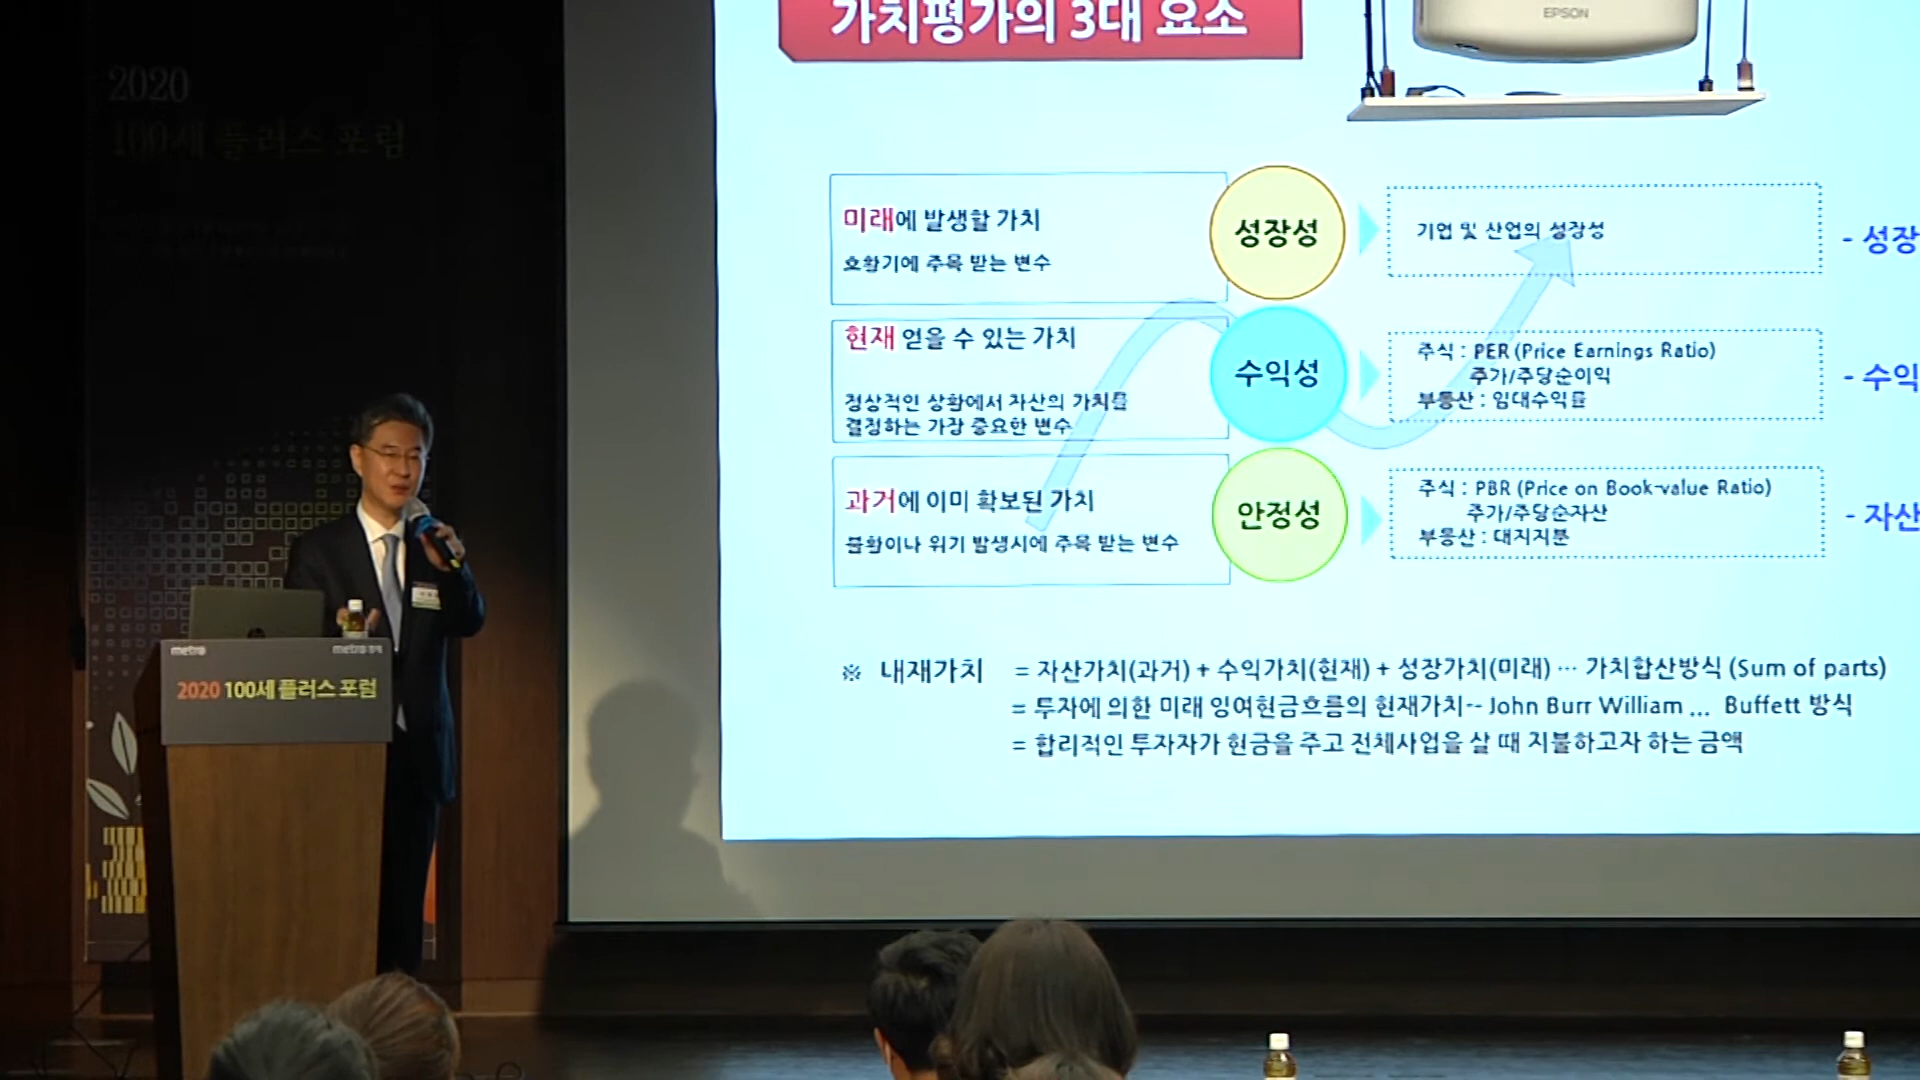 2020
100세 플러스 포럼
가치평가의 3대 요소
EPSON
미래에 발생할 가치
호황기에 주목 받는 변수
성장성
기업 및 산업의 성장성
- 성장
현재 얻을 수 있는 가치
정상적인 상황에서 자산의 가치를
결정하는 가장 중요한 변수
수익성
주식 : PER (Price Earnings Ratio)
주가/주당순이익
부동산 : 임대수익률
- 수익
과거에 이미 확보된 가치
불황이나 위기 발생시에 주목 받는 변수
안정성
주식 : PBR (Price on Book-value Ratio)
주가/주당순자산
부동산 : 대지지분
- 자산
※ 내재가치 = 자산가치(과거) + 수익가치(현재) + 성장가치(미래) ··· 가치합산방식 (Sum of parts)
= 투자에 의한 미래 잉여현금흐름의 현재가치-- John Burr William ... Buffett 방식
= 합리적인 투자자가 현금을 주고 전체사업을 살 때 지불하고자 하는 금액
metro metro 경제
2020 100세 플러스 포럼